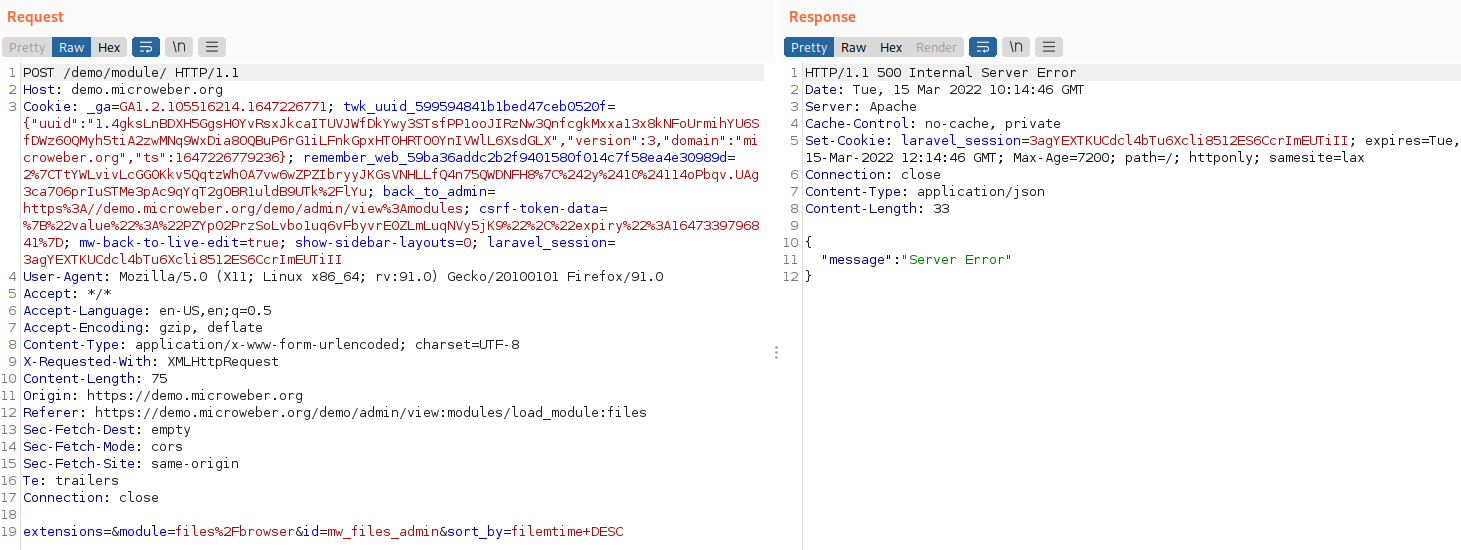 Request
Pretty Raw Hex \n
1 POST /demo/module/ HTTP/1.1
2 Host: demo.microweber.org
3 Cookie: _ga=GA1.2.105516214.1647226771; twk_uuid_599594841b1bed47ceb0520f=
{"uuid":"1.4gksLnBDXH5GgsH0YvRsxJkcaITUVJWfDkYwy3STsfPP1ooJIRzNw3QnfcgkMxxa13x8kNFoUrmihYU6S
fDWz60QMyh5tiA2zwMNq9WxDia8OQBuP6rG1iLFnkGpxHT0HRTO0YnIVWlL6XsdGLX","version":3,"domain":"mi
croweber.org","ts":1647226779236}; remember_web_59ba36addc2b2f9401580f014c7f58ea4e30989d=
2%7CTtYWLvivLcGGOKkv5QqtzWhOA7vw6wZPZIbryyJKGsVNHLLfQ4n75QWDNFH8%7C%242y%2410%24114oPbqv.UAg
3ca706prIuSTMe3pAc9qYqT2gOBR1uldB9UTk%2FlYu; back_to_admin=
https%3A//demo.microweber.org/demo/admin/view%3Amodules; csrf-token-data=
%7B%22value%22%3A%22PZYp02PrzSoLvbo1uq6vFbyvrE0ZLmLuqNVy5jK9%22%2C%22expiry%22%3A16473397968
41%7D; mw-back-to-live-edit=true; show-sidebar-layouts=0; laravel_session=
3agYEXTKUCdcl4bTu6Xcli8512ES6CcrImEUTiII
4 User-Agent: Mozilla/5.0 (X11; Linux x86_64; rv:91.0) Gecko/20100101 Firefox/91.0
5 Accept: */*
6 Accept-Language: en-US,en;q=0.5
7 Accept-Encoding: gzip, deflate
8 Content-Type: application/x-www-form-urlencoded; charset=UTF-8
9 X-Requested-With: XMLHttpRequest
10 Content-Length: 75
11 Origin: https://demo.microweber.org
12 Referer: https://demo.microweber.org/demo/admin/view:modules/load_module:files
13 Sec-Fetch-Dest: empty
14 Sec-Fetch-Mode: cors
15 Sec-Fetch-Site: same-origin
16 Te: trailers
17 Connection: close
18
19 extensions=&module=files%2Fbrowser&id=mw_files_admin&sort_by=filemtime+DESC
Response
Pretty Raw Hex Render \n
1 HTTP/1.1 500 Internal Server Error
2 Date: Tue, 15 Mar 2022 10:14:46 GMT
3 Server: Apache
4 Cache-Control: no-cache, private
5 Set-Cookie: laravel_session=3agYEXTKUCdcl4bTu6Xcli8512ES6CcrImEUTiII; expires=Tue,
15-Mar-2022 12:14:46 GMT; Max-Age=7200; path=/; httponly; samesite=lax
6 Connection: close
7 Content-Type: application/json
8 Content-Length: 33
9
10 {
11 "message":"Server Error"
12 }